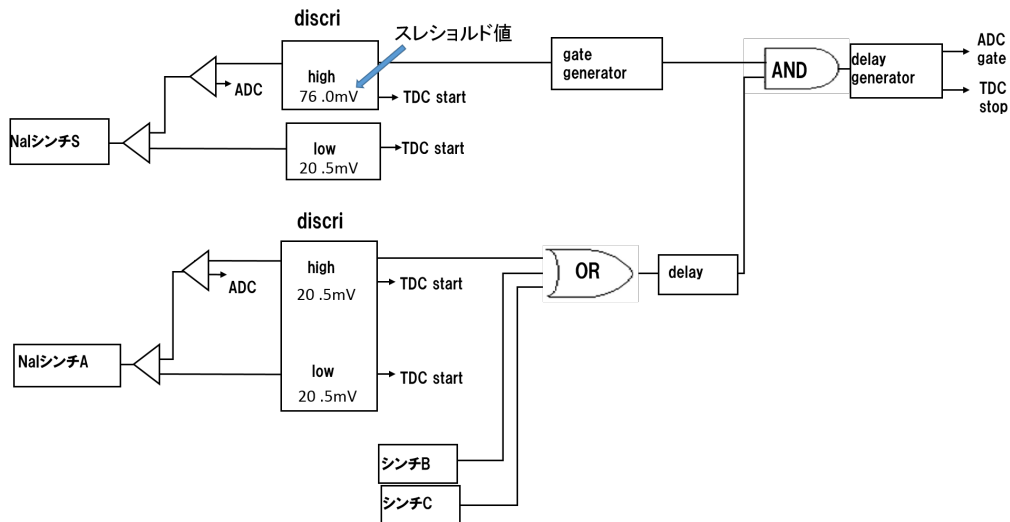 discri
スレショルド値
high
76 .0mV
ADC
TDC start
gate
generator
AND
delay
generator
ADC
gate
TDC
stop
NaIシンチS
low
20 .5mV
TDC start
discri
high
20 .5mV
ADC
TDC start
OR
delay
NaIシンチA
low
20 .5mV
TDC start
シンチB
シンチC